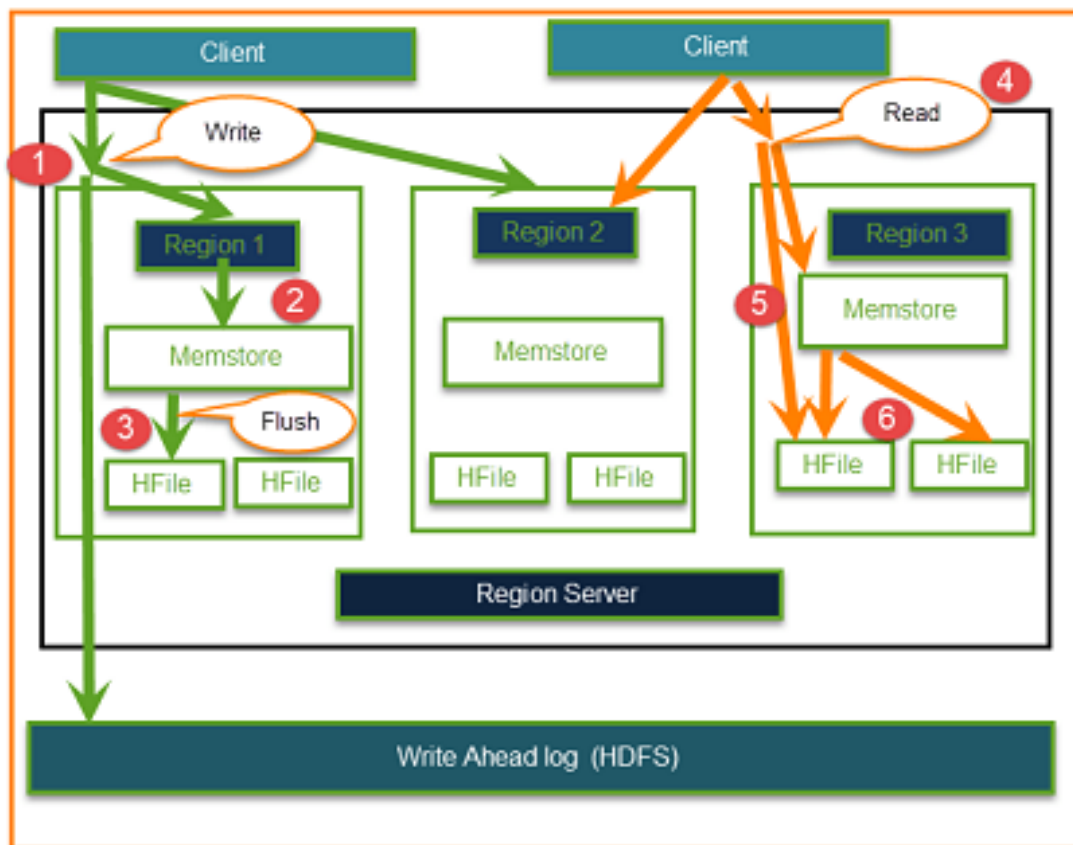 Client
Client
4
Write
Read
1
Region 1
Region 2
Region 3
2
5
Memstore
Memstore
Memstore
3
Flush
6
HFile
HFile
HFile
HFile
HFile
HFile
Region Server
Write Ahead log (HDFS)